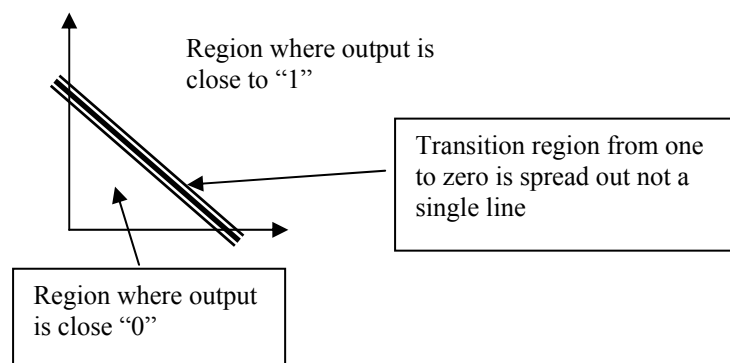 Region where output is
close to “1”
Transition region from one
to zero is spread out not a
single line
Region where output
is close “0”